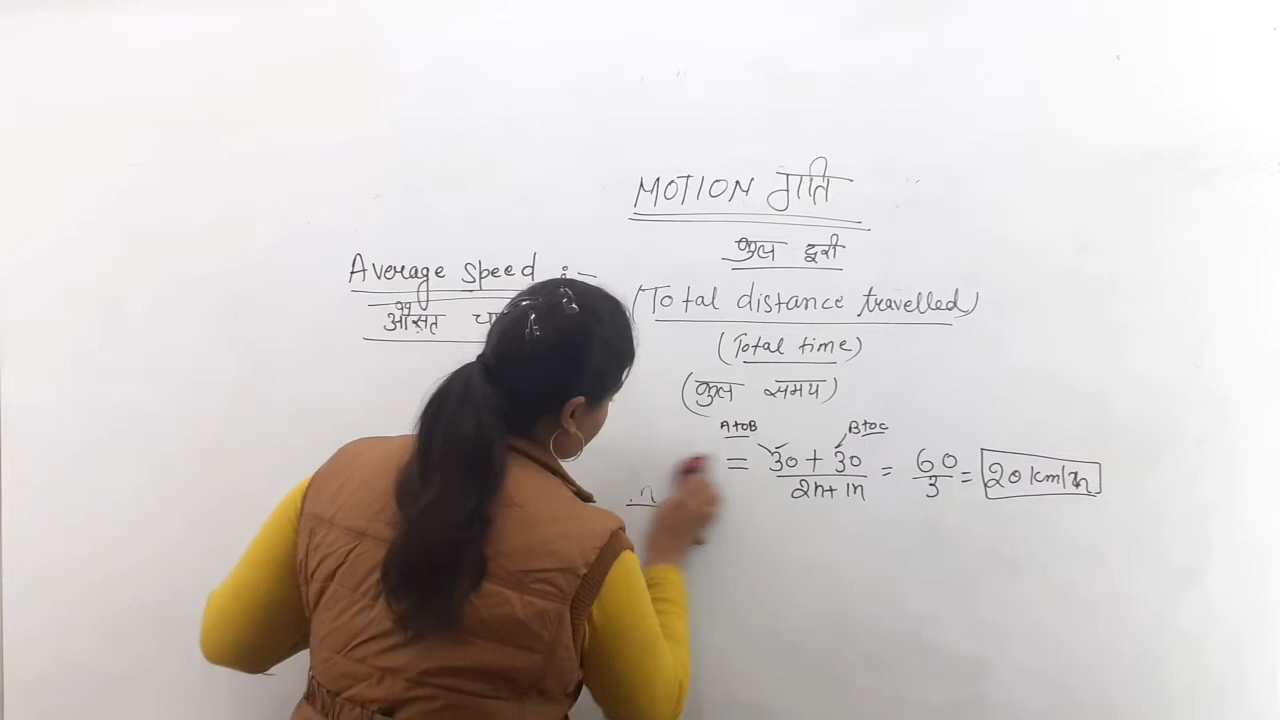 MOTION गति
कुल दूरी
Average speed :-
(Total distance travelled)
औसत
(Total time)
(कुल समय)
A to B
B to C
= 30 + 30 / 2h + 1h = 60 / 3 = 20 km/h